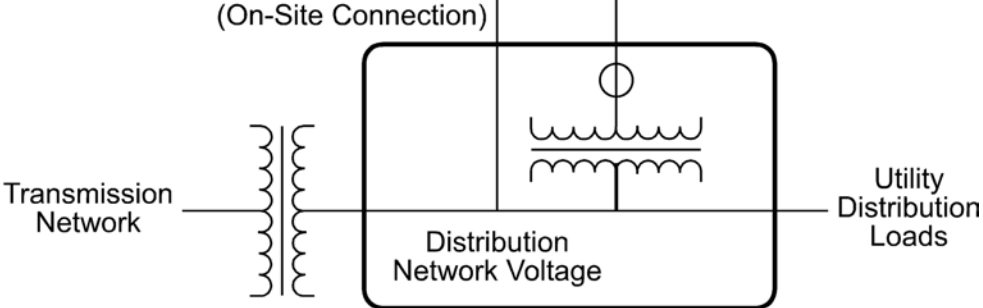 (On-Site Connection)
Transmission
Network
Utility
Distribution
Loads
Distribution
Network Voltage